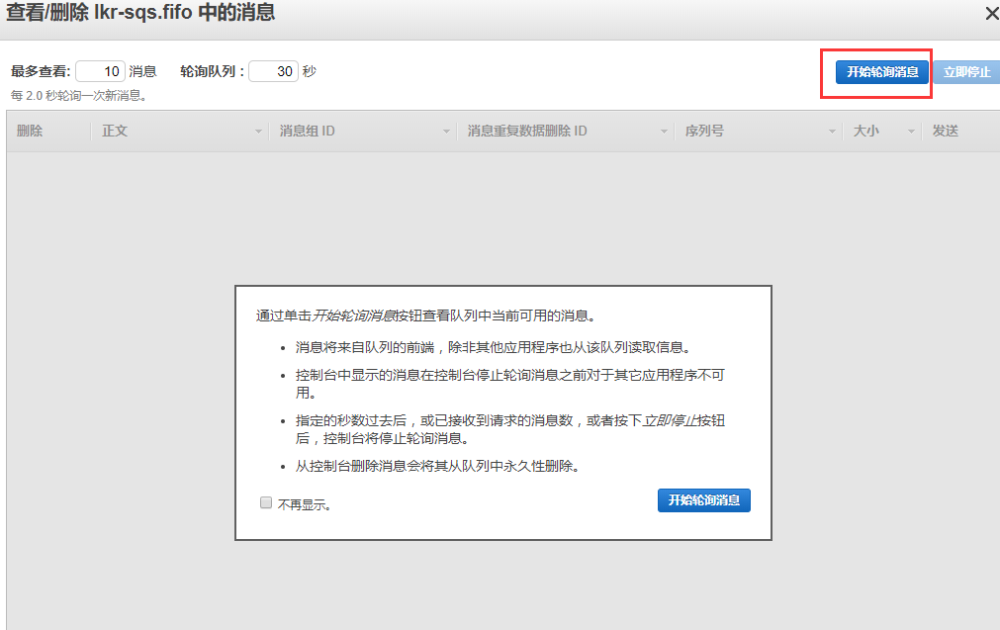 查看/删除 lkr-sqs.fifo 中的消息
最多查看: 10 消息 轮询队列： 30 秒 开始轮询消息 立即停止
每 2.0 秒轮询一次新消息。
删除 正文 消息组 ID 消息重复数据删除 ID 序列号 大小 发送
通过单击开始轮询消息按钮查看队列中当前可用的消息。
• 消息将来自队列的前端，除非其他应用程序也从该队列读取信息。
• 控制台中显示的消息在控制台停止轮询消息之前对于其它应用程序不可
用。
• 指定的秒数过去后，或已接收到请求的消息数，或者按下立即停止按钮
后，控制台将停止轮询消息。
• 从控制台删除消息会将其从队列中永久性删除。
不再显示。 开始轮询消息